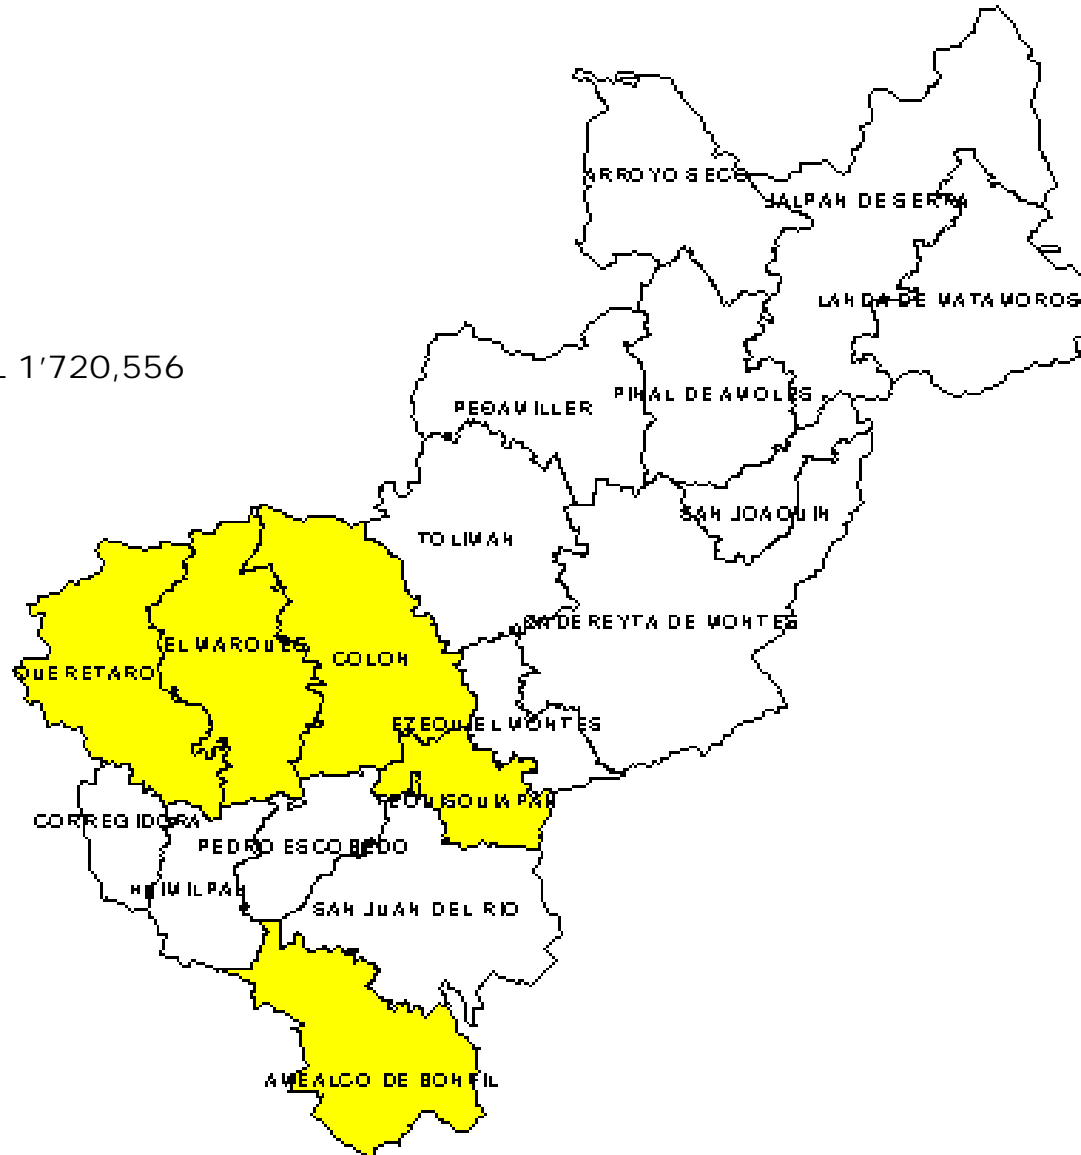 ARROYO SECO
JALPAN DE SERRA
LANDA DE MATAMOROS
L 1'720,556
PINAL DE AMOLES
PEÑAMILLER
SAN JOAQUIN
TOLIMAN
CADEREYTA DE MONTES
EL MARQUES
COLON
QUERETARO
EZEQUIEL MONTES
TEQUISQUIAPAN
CORREGIDORA
PEDRO ESCOBEDO
HUIMILPAN
SAN JUAN DEL RIO
AMEALCO DE BONFIL